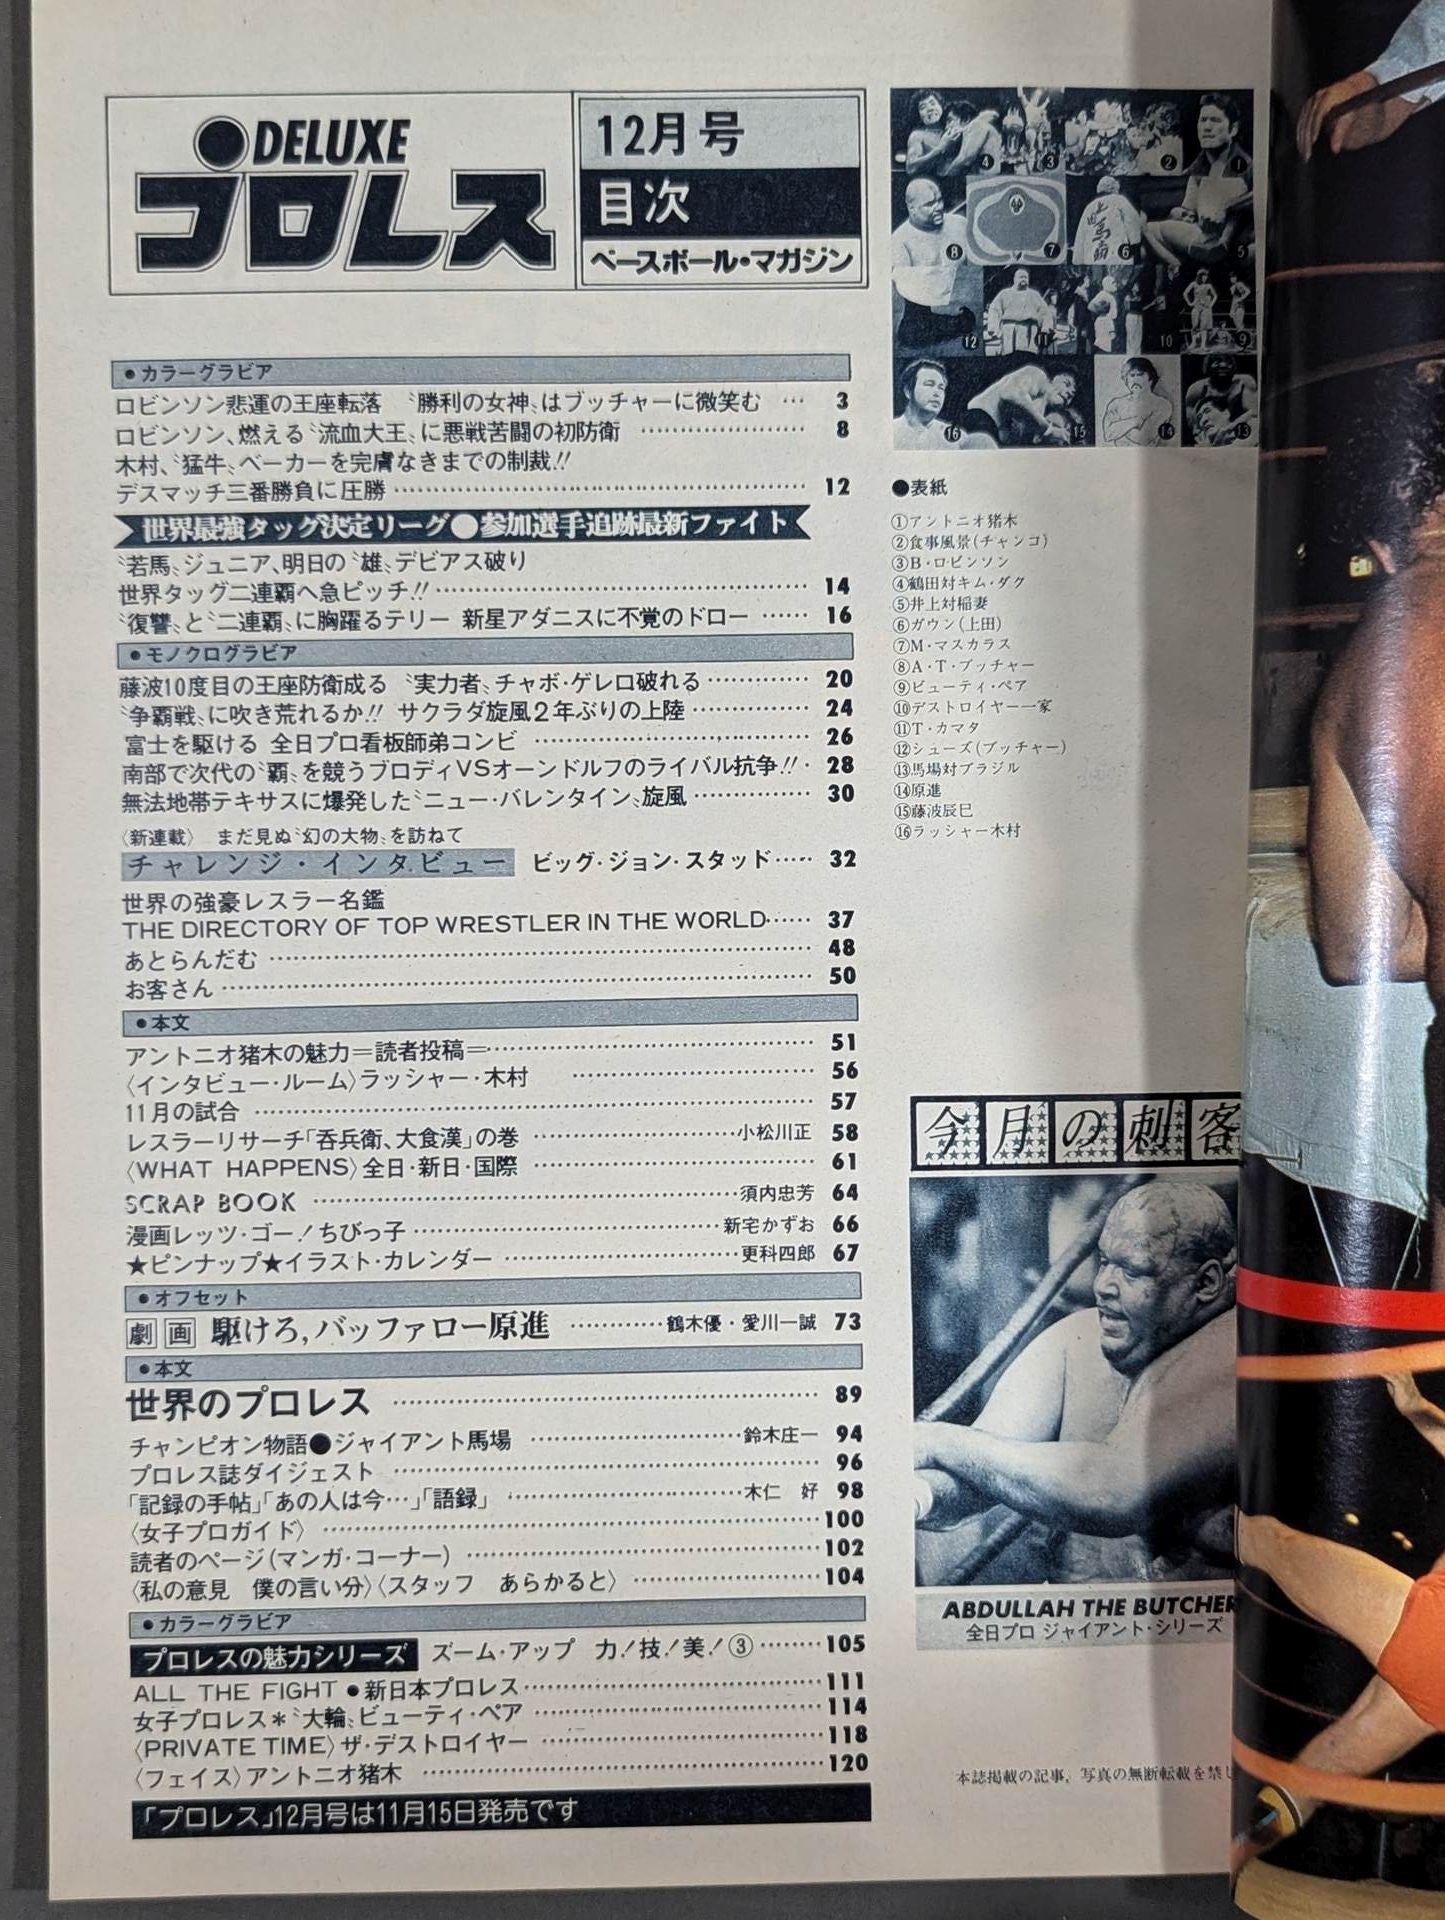 ●DELUXE
プロレス
12月号
目次
ベースボール・マガジン
●カラーグラビア
ロビンソン悲運の王座転落 〝勝利の女神〟はブッチャーに微笑む … 3
ロビンソン、燃える〝流血大王〟に悪戦苦闘の初防衛 …… 8
木村、〝猛牛〟ベーカーを完膚なきまでの制裁!!
デスマッチ三番勝負に圧勝 …… 12
世界最強タッグ決定リーグ●参加選手追跡最新ファイト
〝若馬〟ジュニア、明日の〝雄〟デビアス破り
世界タッグ二連覇へ急ピッチ!! …… 14
〝復讐〟と〝二連覇〟に胸躍るテリー 新星アダニスに不覚のドロー …… 16
●モノクログラビア
藤波10度目の王座防衛成る 〝実力者〟チャボ・ゲレロ破れる …… 20
〝争覇戦〟に吹き荒れるか!! サクラダ旋風2年ぶりの上陸 …… 24
富士を駆ける 全日プロ看板師弟コンビ …… 26
南部で次代の〝覇〟を競うブロディVSオーンドルフのライバル抗争!!・ 28
無法地帯テキサスに爆発した〝ニュー・バレンタイン〟旋風 …… 30
〈新連載〉 まだ見ぬ〝幻の大物〟を訪ねて
チャレンジ・インタビュー ビッグ・ジョン・スタッド …… 32
世界の強豪レスラー名鑑
THE DIRECTORY OF TOP WRESTLER IN THE WORLD …… 37
あとらんだむ …… 48
お客さん …… 50
●本文
アントニオ猪木の魅力＝読者投稿＝ …… 51
〈インタビュー・ルーム〉ラッシャー・木村 …… 56
11月の試合 …… 57
レスラーリサーチ「呑兵衛、大食漢」の巻 …… 小松川正 58
〈WHAT HAPPENS〉全日・新日・国際 …… 61
SCRAP BOOK …… 須内忠芳 64
漫画レッツ・ゴー！ちびっ子 …… 新宅かずお 66
★ピンナップ★イラスト・カレンダー …… 更科四郎 67
●オフセット
劇画 駆けろ，バッファロー原進 …… 鶴木優・愛川一誠 73
●本文
世界のプロレス …… 89
チャンピオン物語●ジャイアント馬場 …… 鈴木庄一 94
プロレス誌ダイジェスト …… 96
「記録の手帖」「あの人は今…」「語録」 …… 木仁 好 98
〈女子プロガイド〉 …… 100
読者のページ(マンガ・コーナー) …… 102
〈私の意見 僕の言い分〉〈スタッフ あらかると〉 …… 104
●カラーグラビア
プロレスの魅力シリーズ ズーム・アップ 力！技！美！③ …… 105
ALL THE FIGHT ●新日本プロレス …… 111
女子プロレス＊〝大輪〟ビューティ・ペア …… 114
〈PRIVATE TIME〉ザ・デストロイヤー …… 118
〈フェイス〉アントニオ猪木 …… 120
「プロレス」12月号は11月15日発売です
4 3 2 1
8 7 6 5
12 11 10 9
16 15 14 13
●表紙
①アントニオ猪木
②食事風景(チャンコ)
③B・ロビンソン
④鶴田対キム・ダク
⑤井上対稲妻
⑥ガウン(上田)
⑦M・マスカラス
⑧A・T・ブッチャー
⑨ビューティ・ペア
⑩デストロイヤー一家
⑪T・カマタ
⑫シューズ(ブッチャー)
⑬馬場対ブラジル
⑭原進
⑮藤波辰巳
⑯ラッシャー木村
今月の刺客
ABDULLAH THE BUTCHER
全日プロ ジャイアント・シリーズ
本誌掲載の記事，写真の無断転載を禁じ